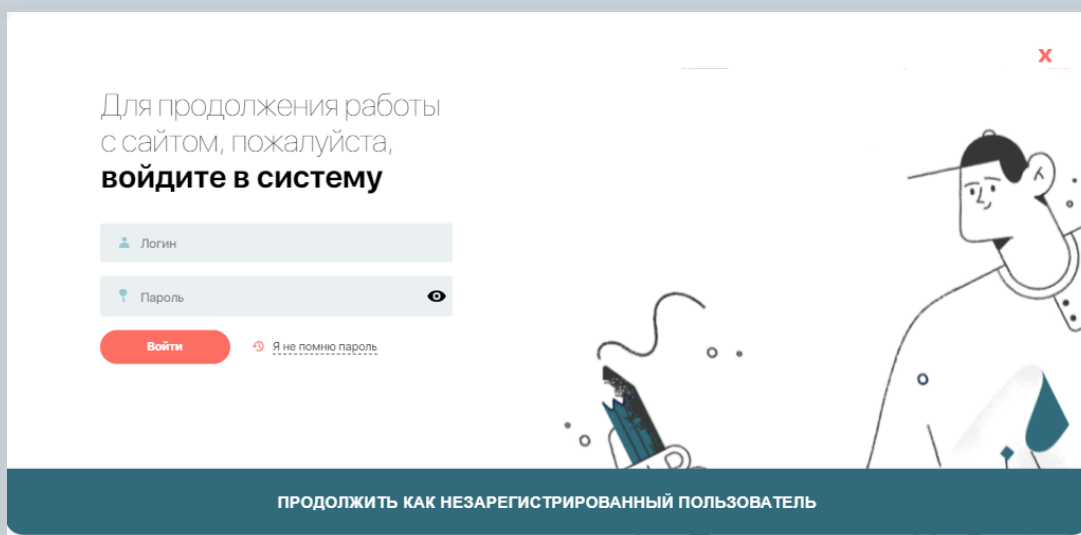 X
Для продолжения работы
с сайтом, пожалуйста,
войдите в систему
Логин
Пароль
Войти
Я не помню пароль
ПРОДОЛЖИТЬ КАК НЕЗАРЕГИСТРИРОВАННЫЙ ПОЛЬЗОВАТЕЛЬ